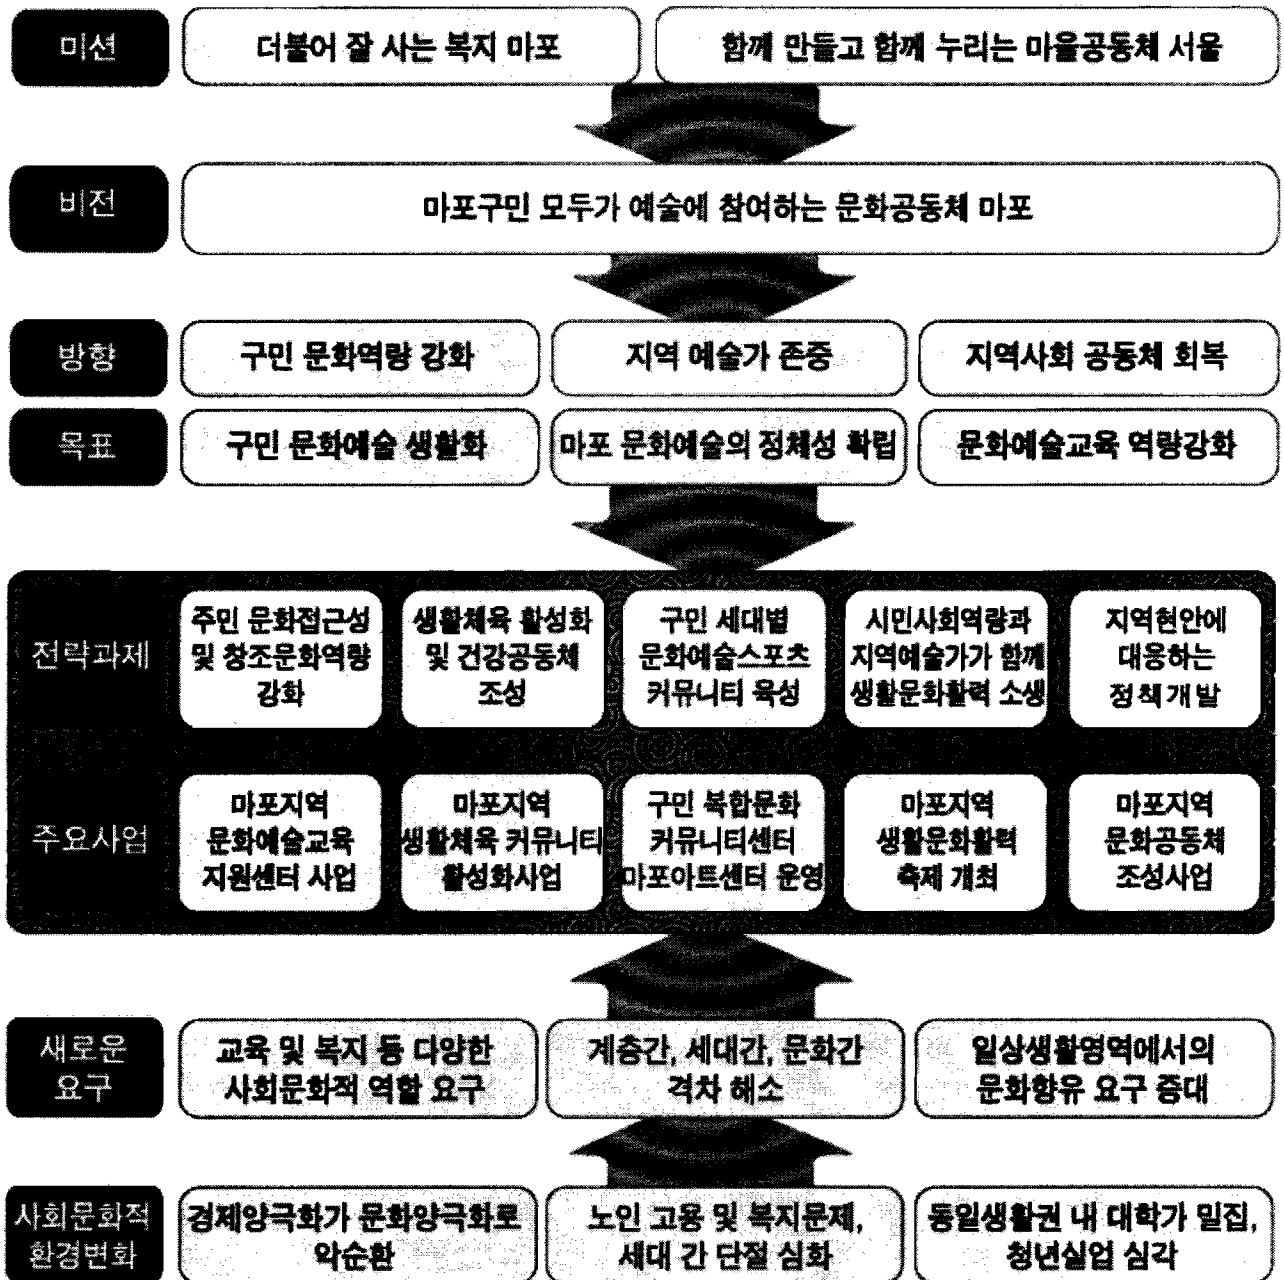 미션
더불어 잘 사는 복지 마포
함께 만들고 함께 누리는 마을공동체 서울
비전
마포구민 모두가 예술에 참여하는 문화공동체 마포
방향
구민 문화역량 강화
지역 예술가 존중
지역사회 공동체 회복
목표
구민 문화예술 생활화
마포 문화예술의 정체성 확립
문화예술교육 역량강화
전략과제
주민 문화접근성
및 창조문화역량
강화
생활체육 활성화
및 건강공동체
조성
구민 세대별
문화예술스포츠
커뮤니티 육성
시민사회역량과
지역예술가가 함께
생활문화활력 소생
지역현안에
대응하는
정책개발
주요사업
마포지역
문화예술교육
지원센터 사업
마포지역
생활체육 커뮤니티
활성화사업
구민 복합문화
커뮤니티센터
마포아트센터 운영
마포지역
생활문화활력
축제 개최
마포지역
문화공동체
조성사업
새로운
요구
교육 및 복지 등 다양한
사회문화적 역할 요구
계층간, 세대간, 문화간
격차 해소
일상생활영역에서의
문화향유 요구 증대
사회문화적
환경변화
경제양극화가 문화양극화로
악순환
노인 고용 및 복지문제,
세대 간 단절 심화
동일생활권 내 대학가 밀집,
청년실업 심각